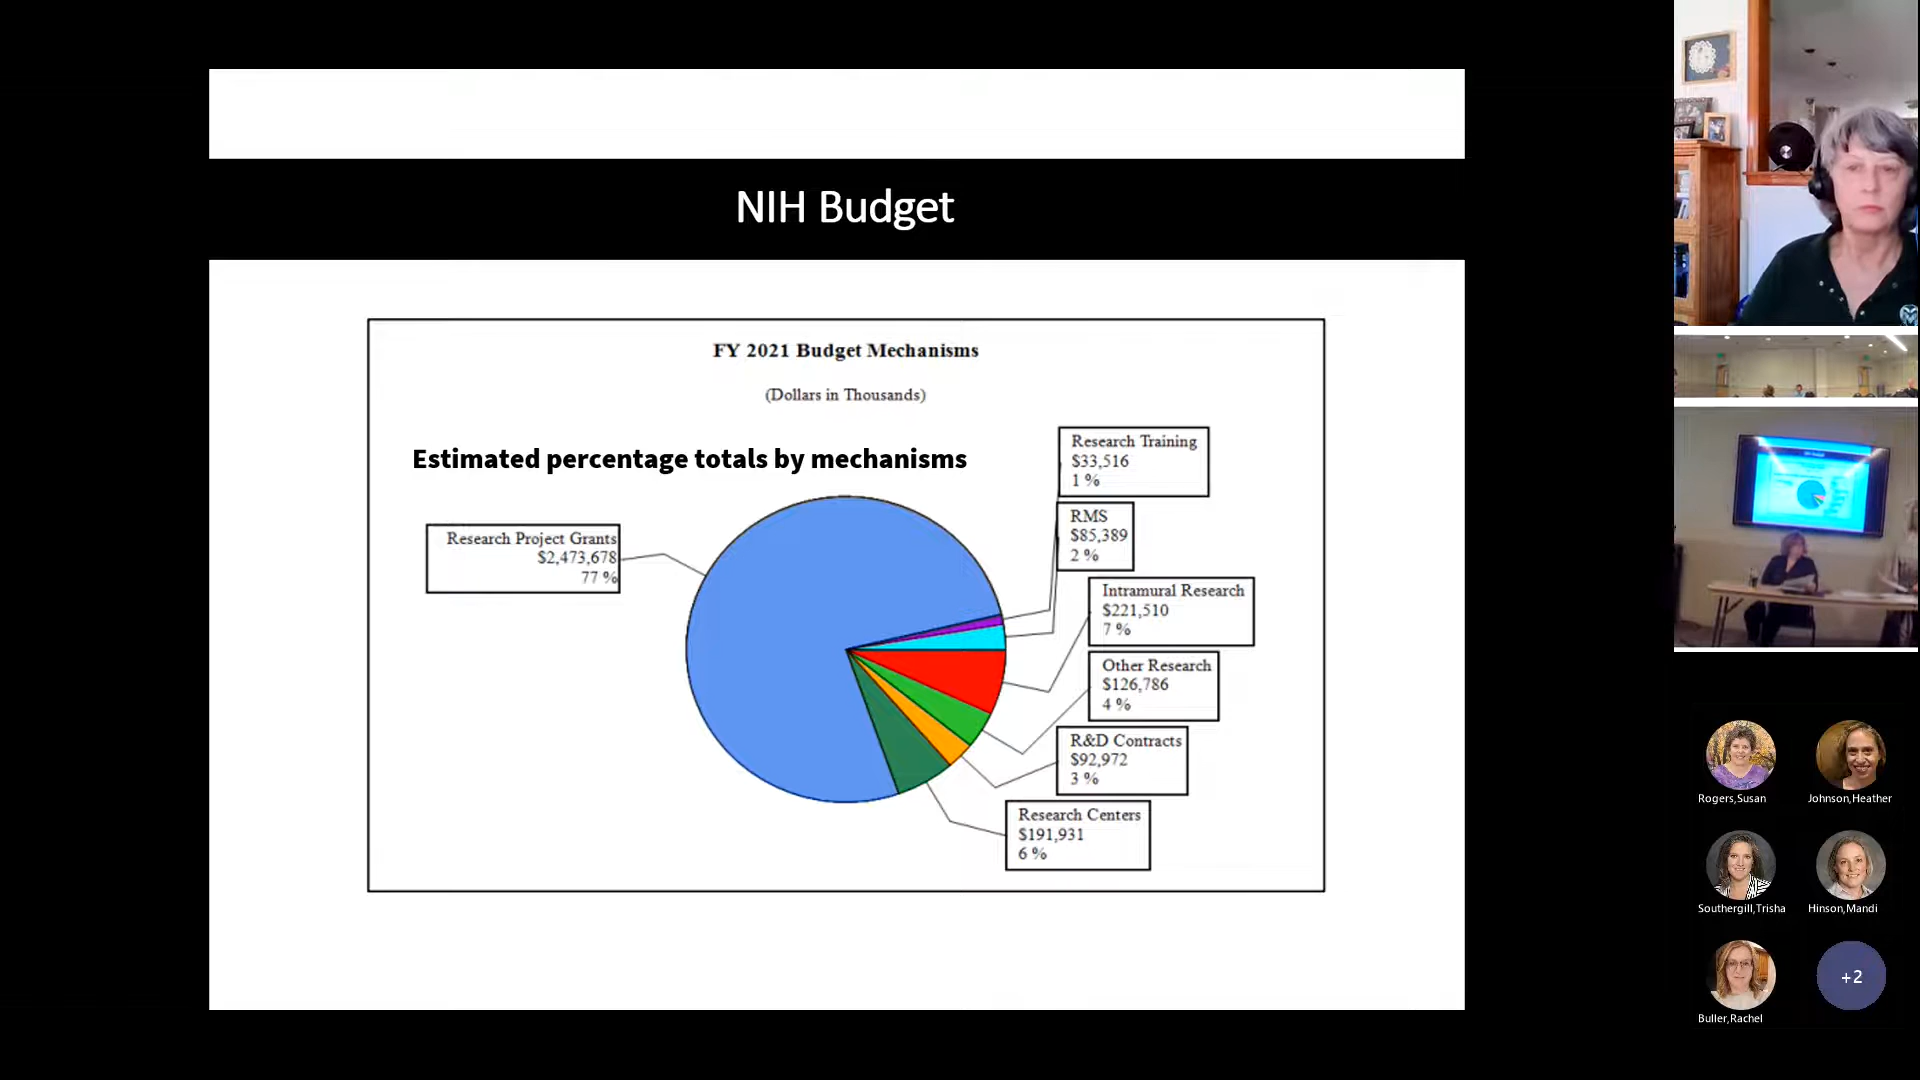 NIH Budget
FY 2021 Budget Mechanisms
(Dollars in Thousands)
Estimated percentage totals by mechanisms
Research Project Grants
$2,473,678
77 %
Research Training
$33,516
1 %
RMS
$85,389
2 %
Intramural Research
$221,510
7 %
Other Research
$126,786
4 %
R&D Contracts
$92,972
3 %
Research Centers
$191,931
6 %
Rogers,Susan
Johnson,Heather
Southergill,Trisha
Hinson,Mandi
Buller,Rachel
+2